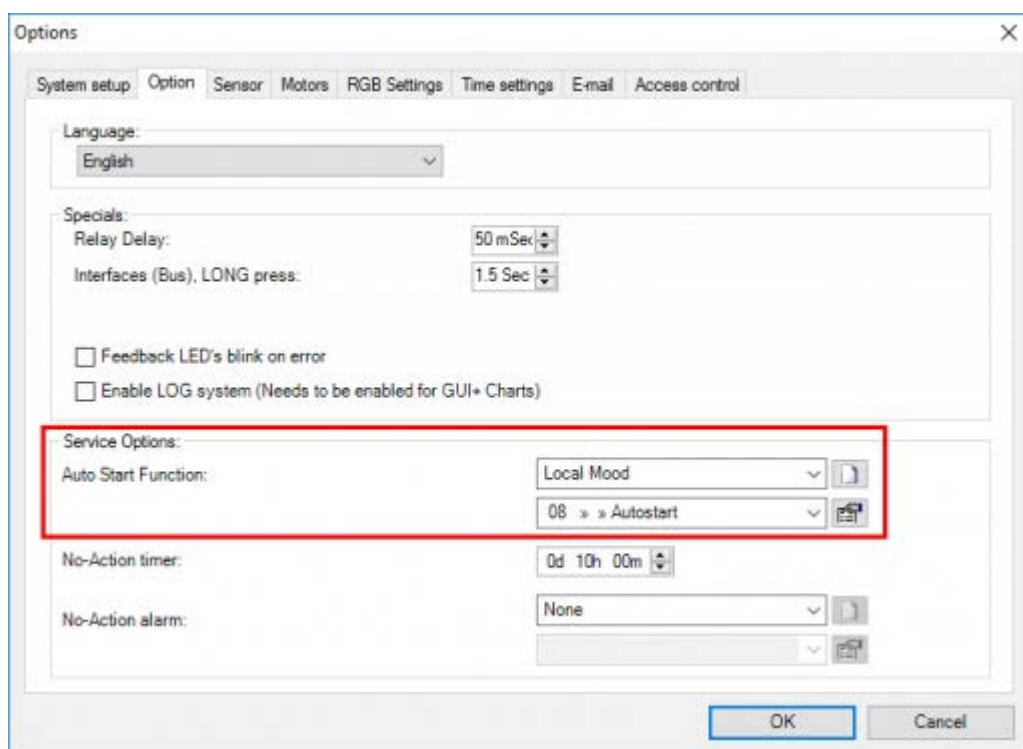 Options
System setup Option Sensor Motors RGB Settings Time settings E-mail Access control
Language:
English
Specials:
Relay Delay: 50 mSec
Interfaces (Bus), LONG press: 1.5 Sec
Feedback LED's blink on error
Enable LOG system (Needs to be enabled for GUI+ Charts)
Service Options:
Auto Start Function: Local Mood
08 » » Autostart
No-Action timer: 0d 10h 00m
No-Action alarm: None
OK Cancel